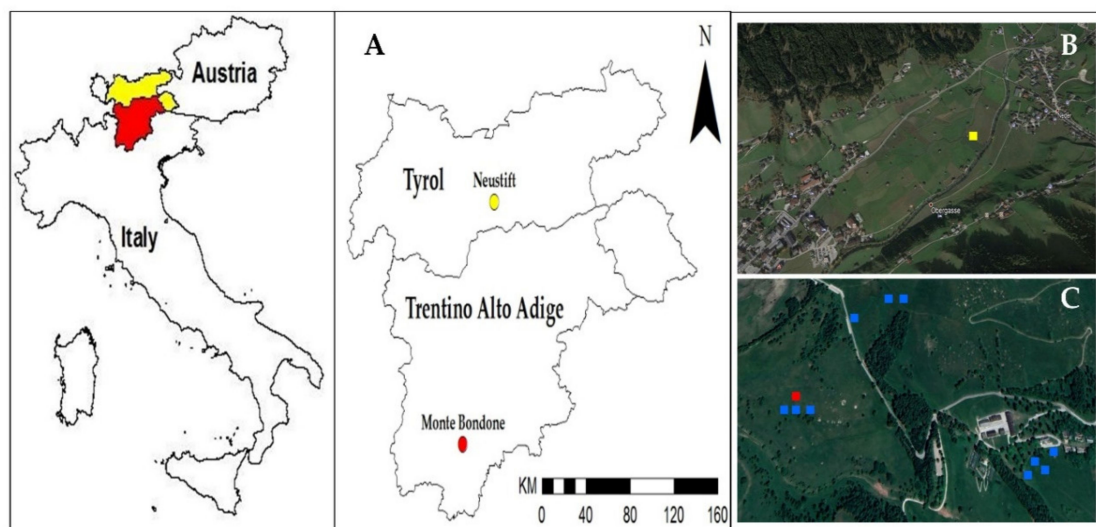 Austria
Italy
A
N
Tyrol
Neustift
Trentino Alto Adige
Monte Bondone
KM
0 40 80 120 160
B
Obergasse
C